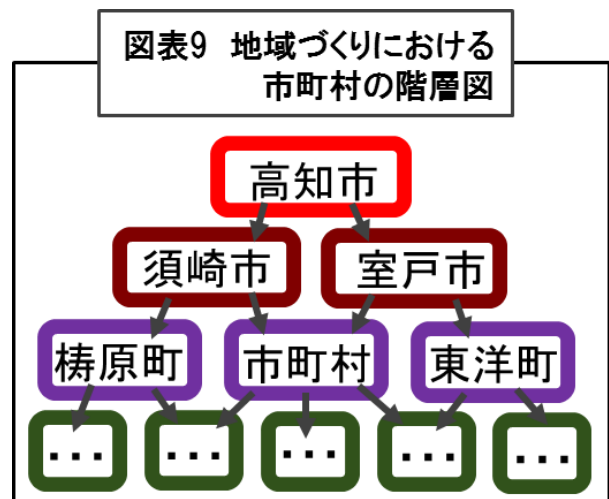 図表9 地域づくりにおける
市町村の階層図
高知市
須崎市 室戸市
梼原町 市町村 東洋町
… … … … …